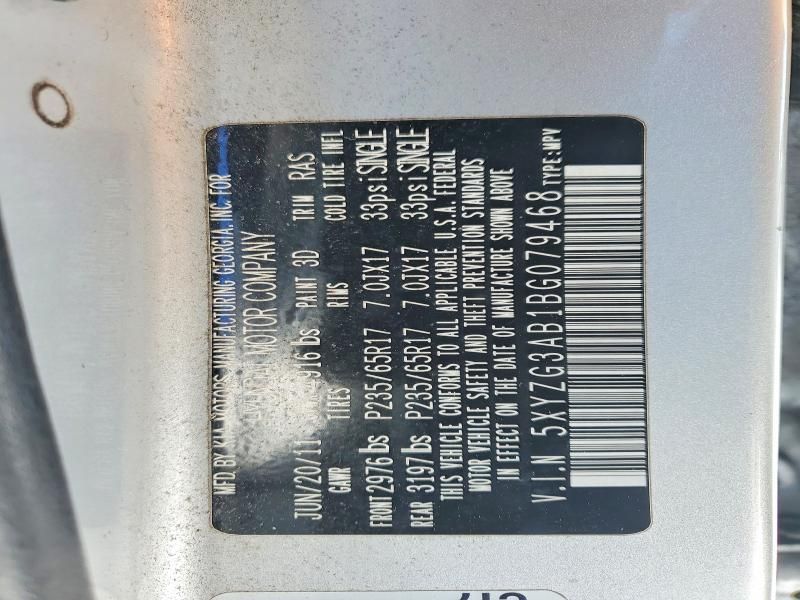 MFD. BY KIA MOTORS MANUFACTURING GEORGIA, INC. FOR
MOTOR COMPANY
JUN/20/11 916 lbs PAINT 3D TRIM RAS
GAWR TIRES RIMS COLD TIRE INFL
FRONT 2976 lbs P235/65R17 7.0JX17 33psi SINGLE
REAR 3197 lbs P235/65R17 7.0JX17 33psi SINGLE
THIS VEHICLE CONFORMS TO ALL APPLICABLE U.S.A. FEDERAL
MOTOR VEHICLE SAFETY AND THEFT PREVENTION STANDARDS
IN EFFECT ON THE DATE OF MANUFACTURE SHOWN ABOVE
V.I.N 5XYZG3AB1BG079468 TYPE:MPV